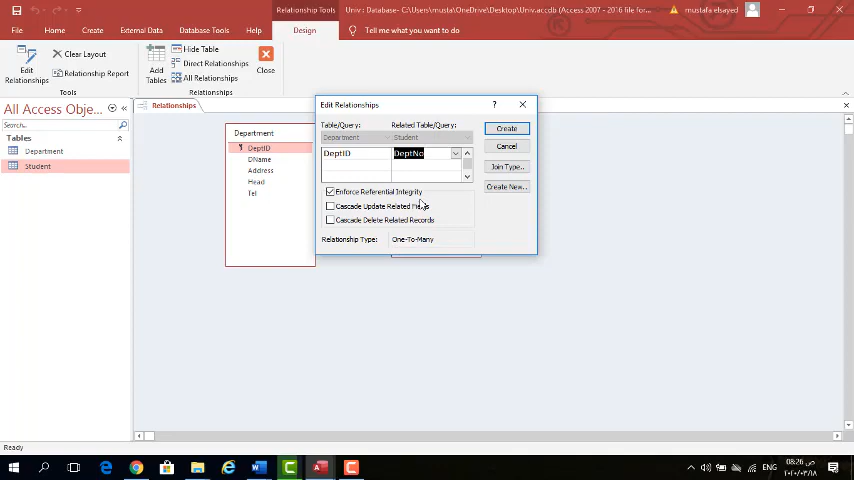 Relationship Tools
Univ : Database- C:\Users\musta\OneDrive\Desktop\Univ.accdb (Access 2007 - 2016 file for...
mustafa elsayed
File
Home
Create
External Data
Database Tools
Help
Design
Tell me what you want to do
Edit
Relationships
Clear Layout
Relationship Report
Tools
Add
Tables
Hide Table
Direct Relationships
All Relationships
Relationships
Close
All Access Obje...
Search...
Tables
Department
Student
Relationships
Department
DeptID
DName
Address
Head
Tel
Edit Relationships
?
Table/Query:
Related Table/Query:
Department
Student
DeptID
DeptNo
Enforce Referential Integrity
Cascade Update Related Fields
Cascade Delete Related Records
Relationship Type:
One-To-Many
Create
Cancel
Join Type..
Create New..
Ready
ENG
08:26 ص
٢٠٢٠/٠٣/١٨